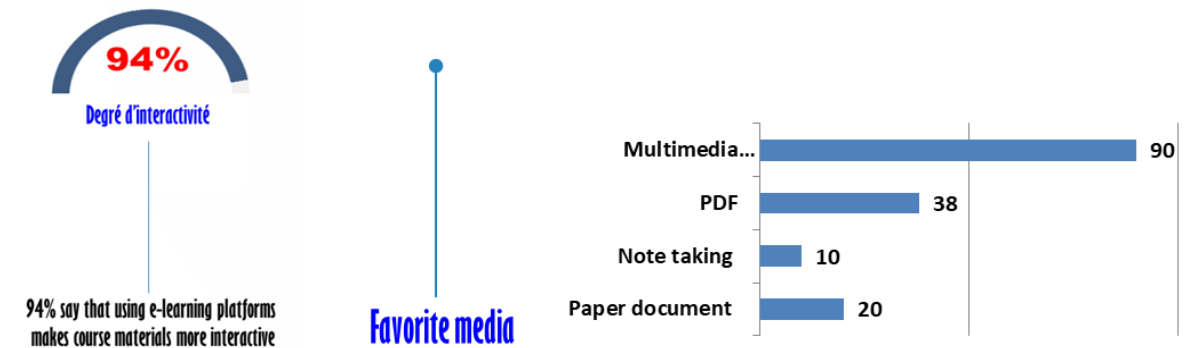 94%
Degré d'interactivité
94% say that using e-learning platforms
makes course materials more interactive
Favorite media
Multimedia... 90
PDF 38
Note taking 10
Paper document 20